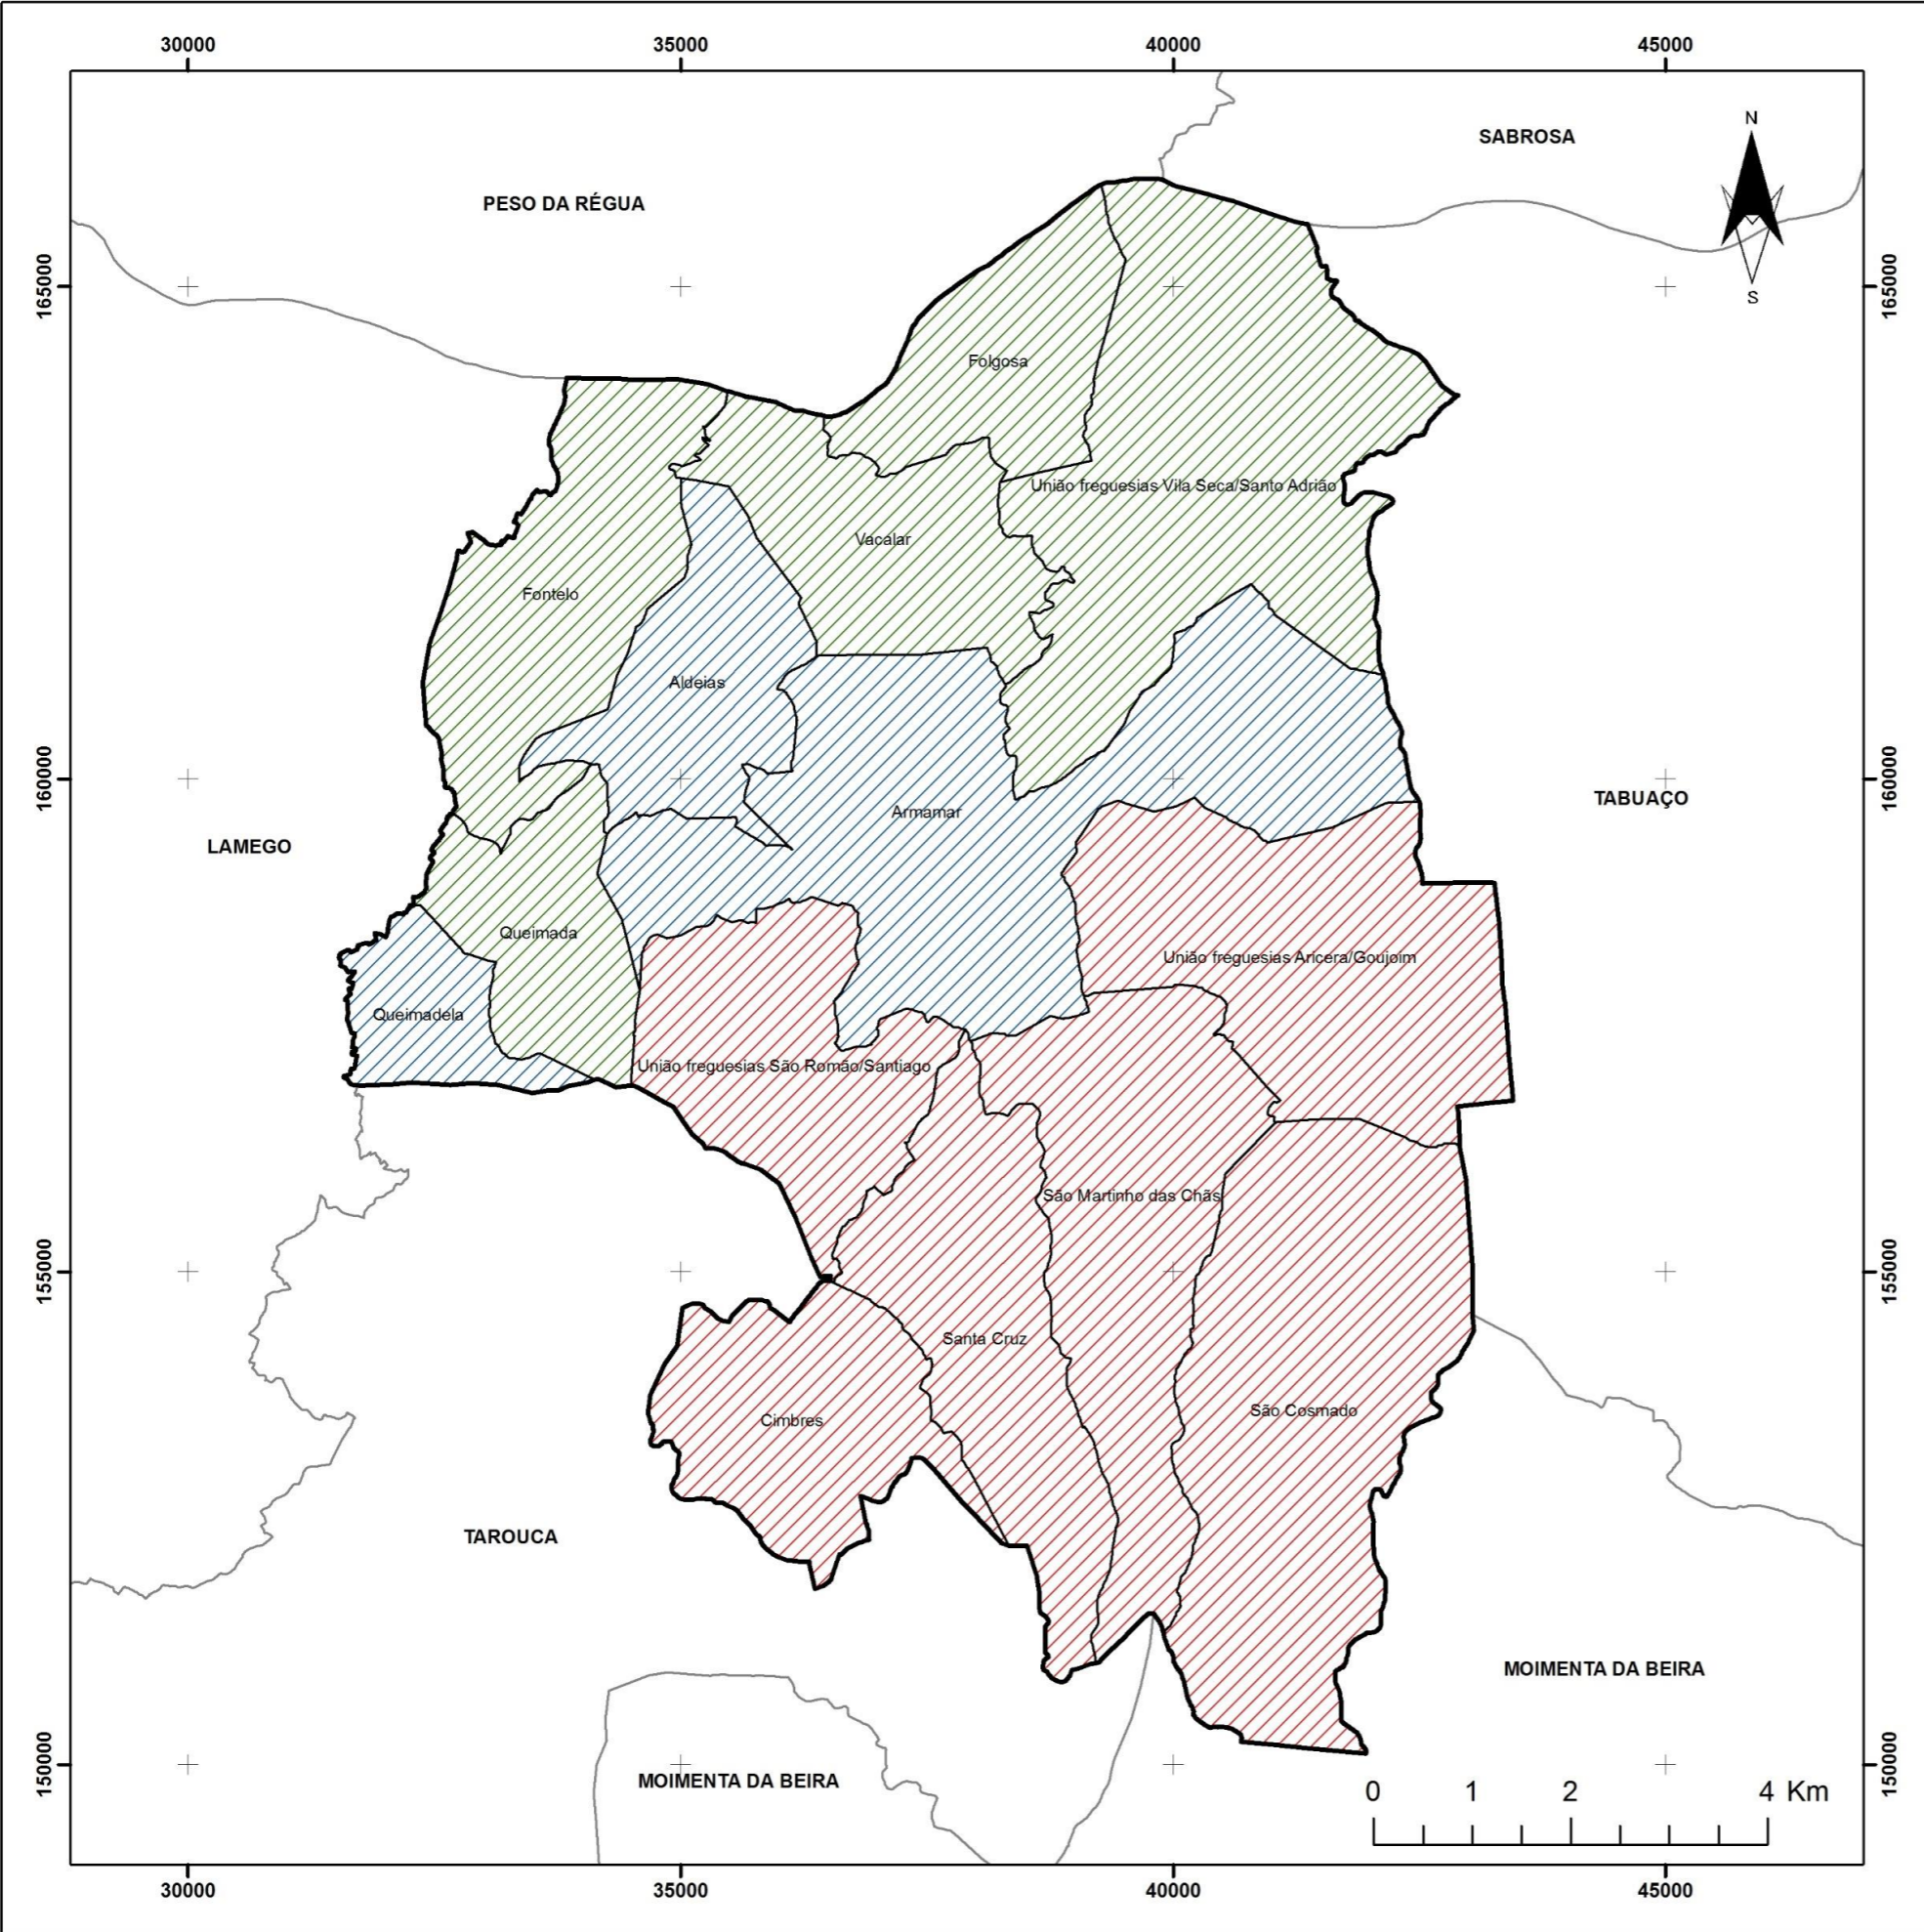 30000 35000 40000 45000
N
SABROSA
PESO DA RÉGUA
165000 165000
S
Folgosa
União freguesias Vila Seca/Santo Adrião
Vacalar
Fontelo
Aldeias
160000 160000
TABUAÇO
Armamar
LAMEGO
Queimada
União freguesias Aricera/Goujoim
Queimadela
União freguesias São Romão/Santiago
São Martinho das Chãs
155000 155000
Santa Cruz
São Cosmado
Cimbres
TAROUCA
MOIMENTA DA BEIRA
150000 150000
MOIMENTA DA BEIRA
0 1 2 4 Km
30000 35000 40000 45000